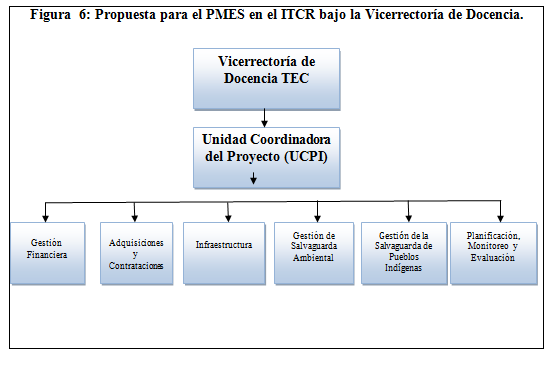 Figura 6: Propuesta para el PMES en el ITCR bajo la Vicerrectoría de Docencia.
Vicerrectoría de
Docencia TEC
Unidad Coordinadora
del Proyecto (UCPI)
Gestión
Financiera
Adquisiciones
y
Contrataciones
Infraestructura
Gestión de
Salvaguarda
Ambiental
Gestión de la
Salvaguarda de
Pueblos
Indígenas
Planificación,
Monitoreo y
Evaluación